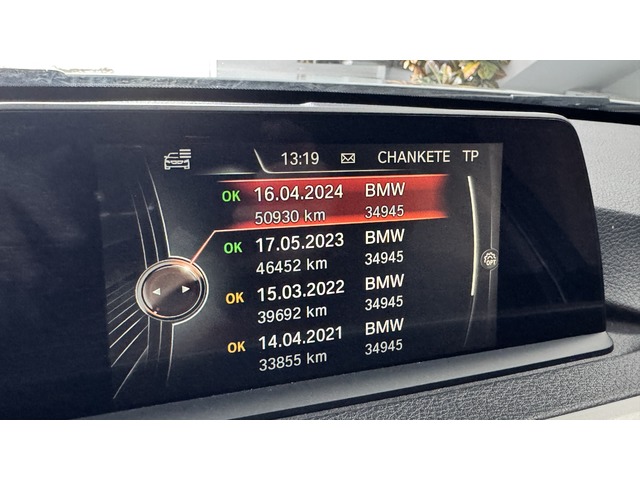 13:19 CHANKETE TP
OK 16.04.2024 BMW
50930 km 34945
OK 17.05.2023 BMW
46452 km 34945
OPT
OK 15.03.2022 BMW
39692 km 34945
OK 14.04.2021 BMW
33855 km 34945